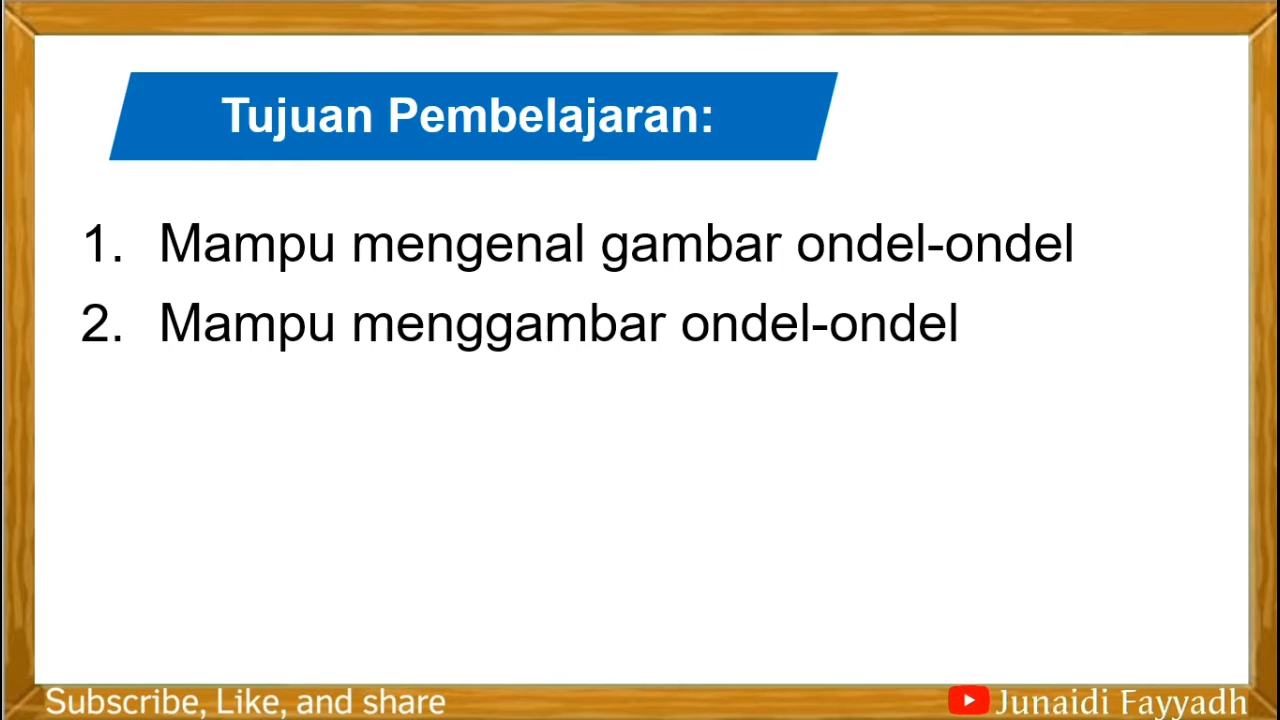 Tujuan Pembelajaran:
1. Mampu mengenal gambar ondel-ondel
2. Mampu menggambar ondel-ondel
Subscribe, Like, and share
Junaidi Fayyadh